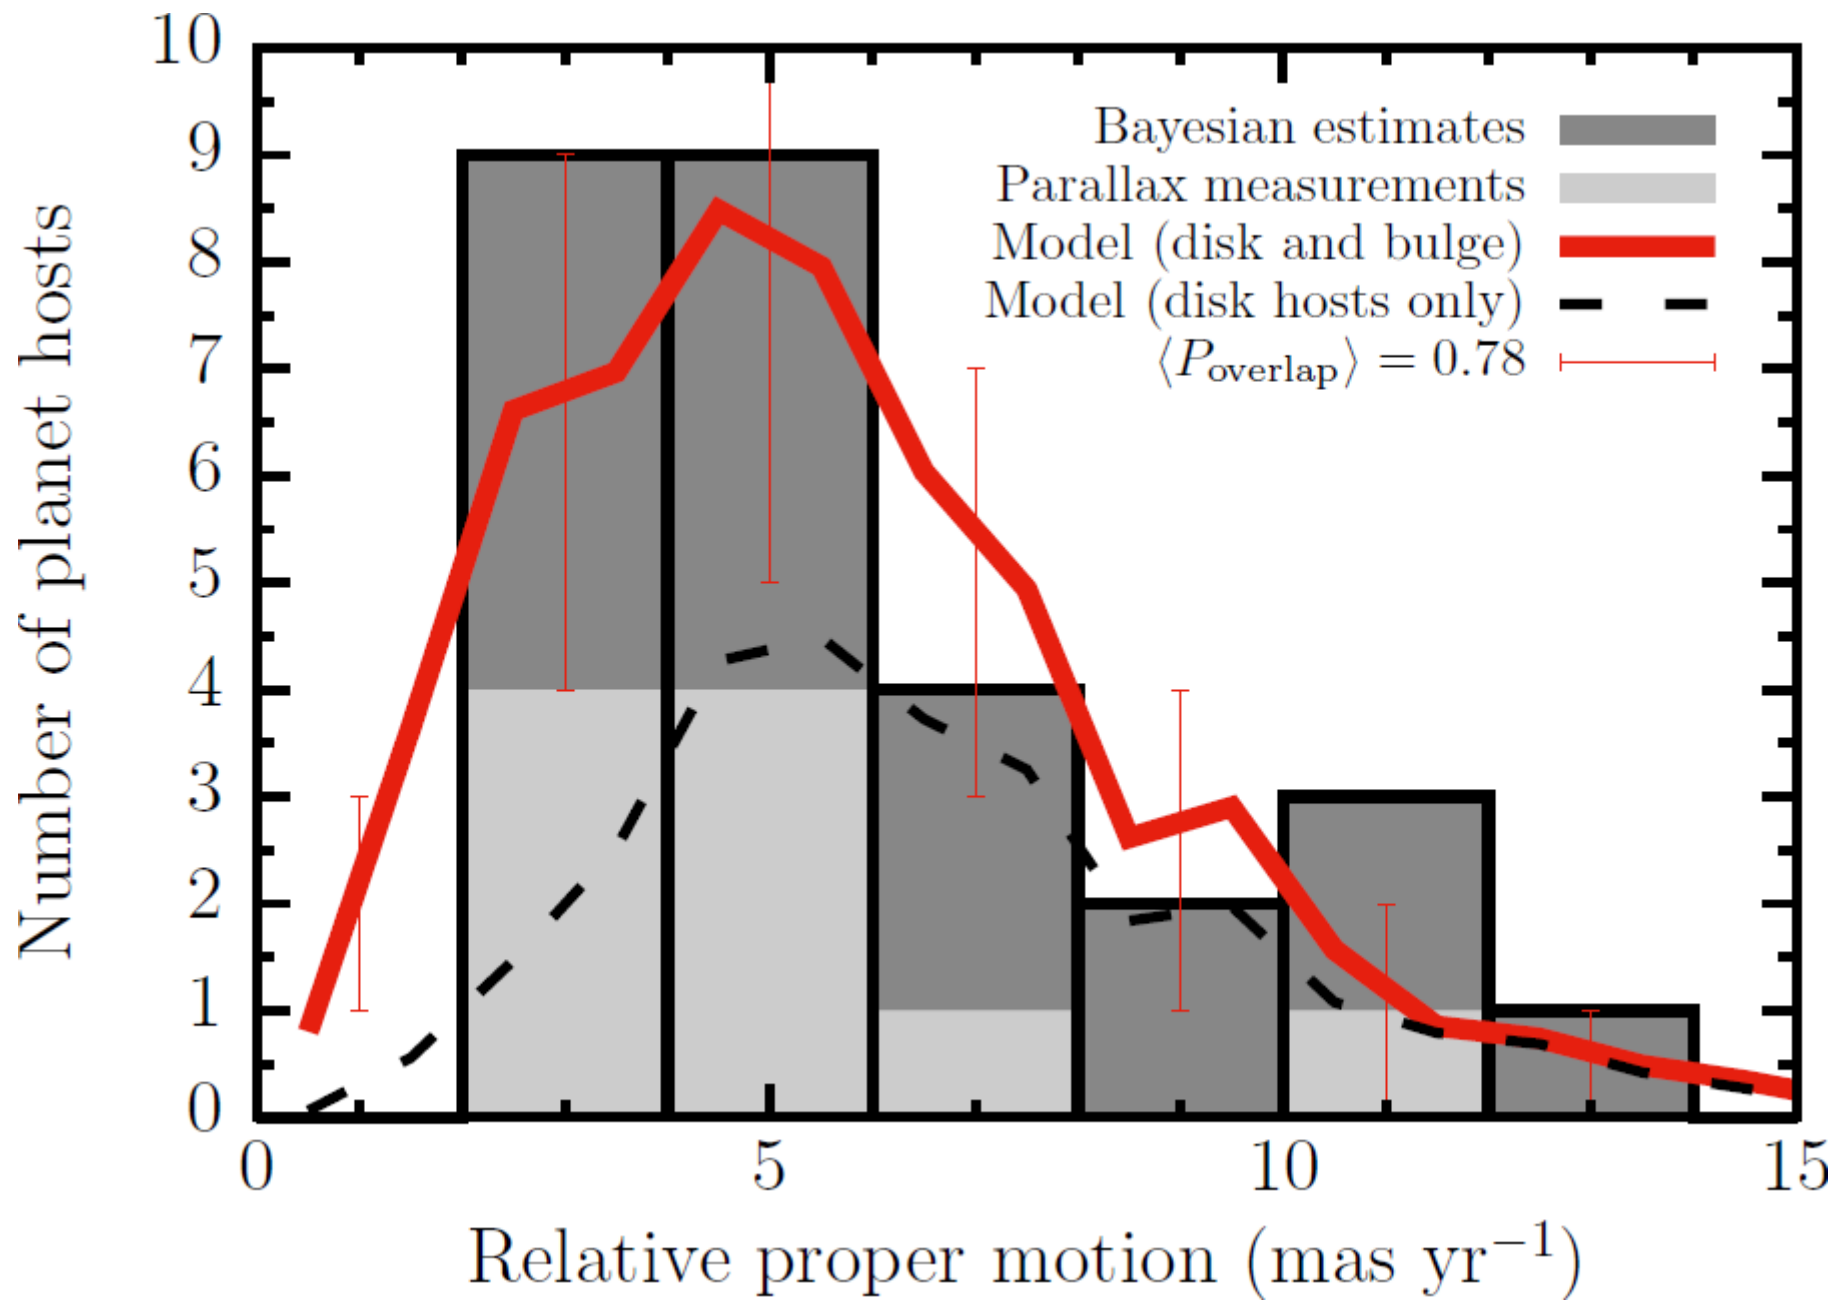 10
9
8
7
6
5
4
3
2
1
0
Number of planet hosts
Bayesian estimates
Parallax measurements
Model (disk and bulge)
Model (disk hosts only)
⟨P_overlap⟩ = 0.78
0 5 10 15
Relative proper motion (mas yr⁻¹)